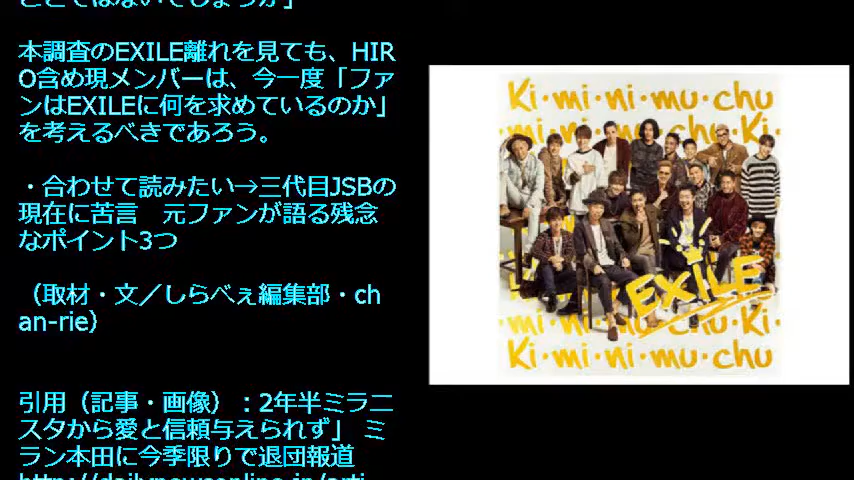 本調査のEXILE離れを見ても、HIR
O含め現メンバーは、今一度「ファ
ンはEXILEに何を求めているのか」
を考えるべきであろう。
・合わせて読みたい→三代目JSBの
現在に苦言　元ファンが語る残念
なポイント3つ
（取材・文／しらべぇ編集部・ch
an-rie）
引用（記事・画像）：2年半ミラニ
スタから愛と信頼与えられず」 ミ
ラン本田に今季限りで退団報道
Ki・mi・ni・mu・chu
EXILE
Ki・mi・ni・mu・chu